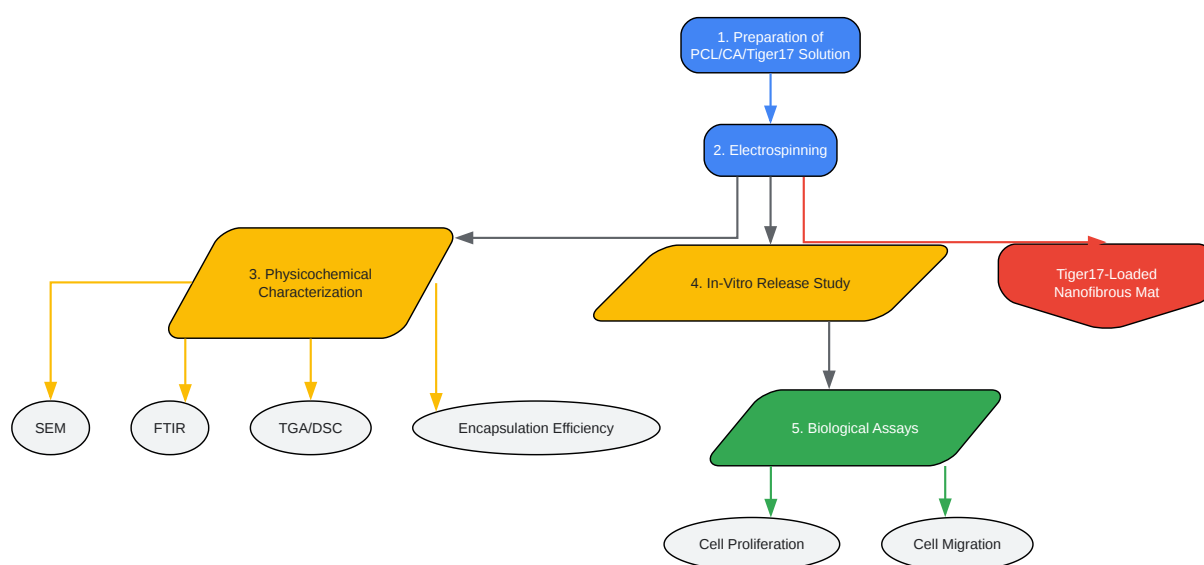 1. Preparation of
PCL/CA/Tiger17 Solution
2. Electrospinning
3. Physicochemical
Characterization
4. In-Vitro Release Study
Tiger17-Loaded
Nanofibrous Mat
SEM
FTIR
TGA/DSC
Encapsulation Efficiency
5. Biological Assays
Cell Proliferation
Cell Migration